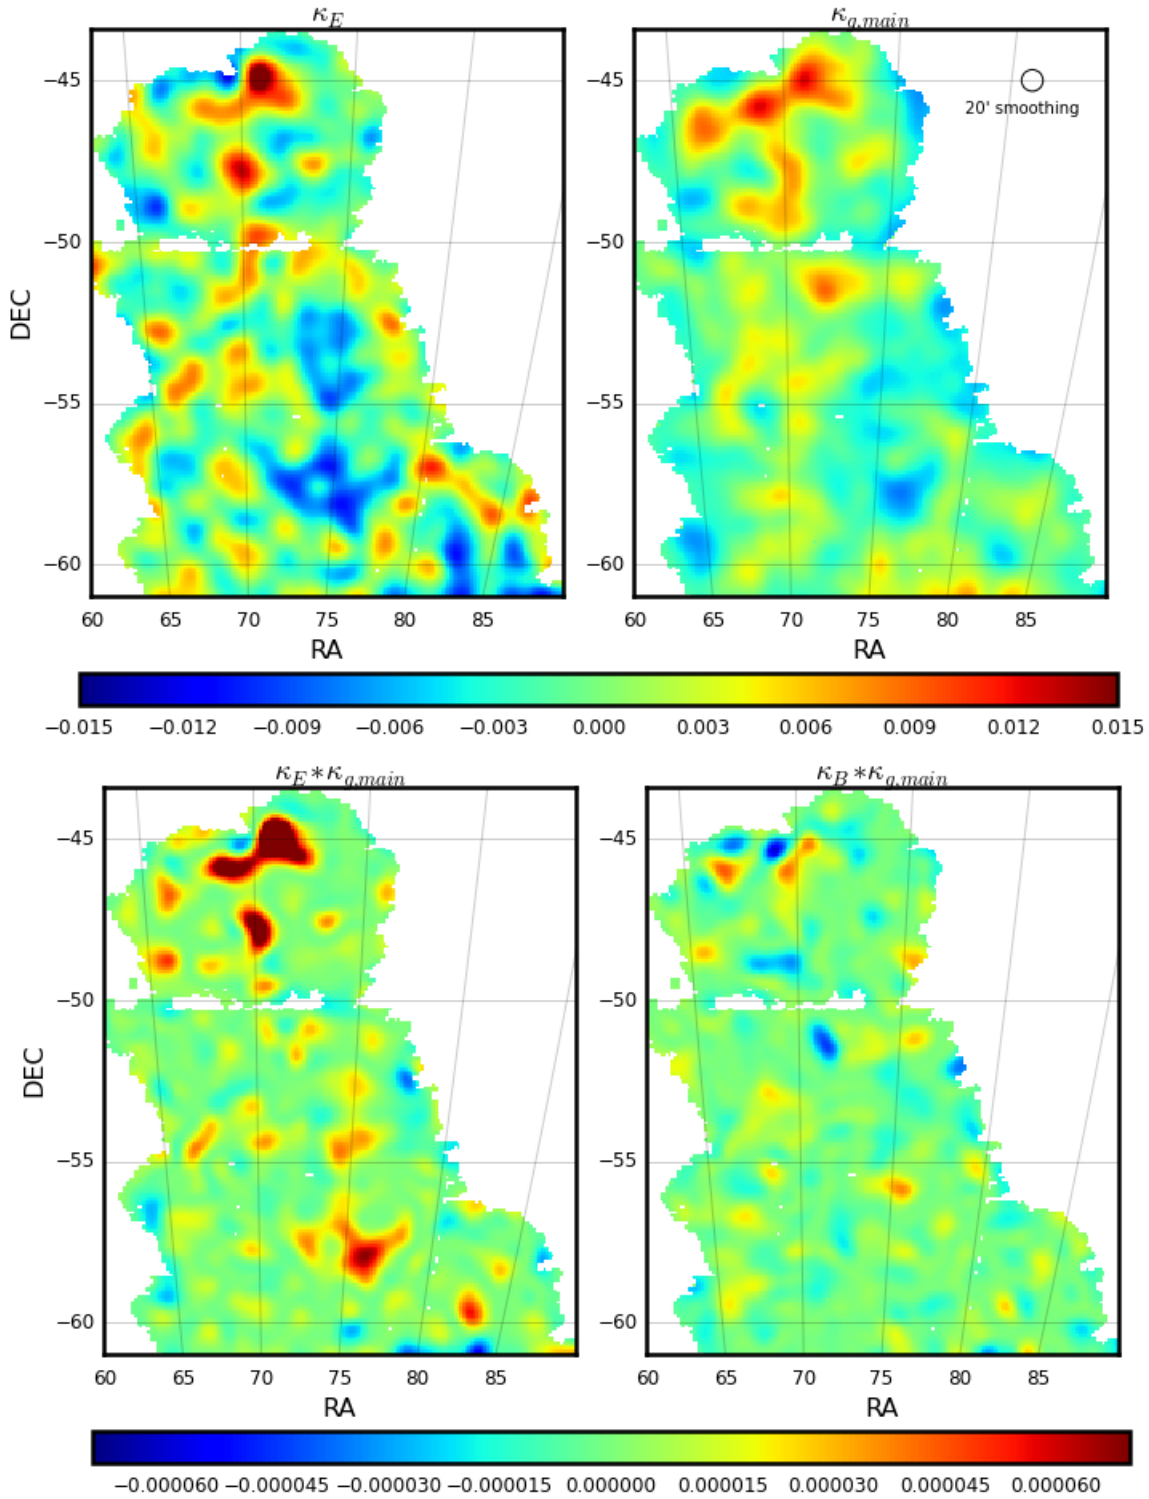 κ_E κ_{g,main}
−45 −45
20' smoothing
−50 −50
DEC
−55 −55
−60 −60
60 65 70 75 80 85 60 65 70 75 80 85
RA RA
−0.015 −0.012 −0.009 −0.006 −0.003 0.000 0.003 0.006 0.009 0.012 0.015
κ_E*κ_{g,main} κ_B*κ_{g,main}
−45 −45
−50 −50
DEC
−55 −55
−60 −60
60 65 70 75 80 85 60 65 70 75 80 85
RA RA
−0.000060 −0.000045 −0.000030 −0.000015 0.000000 0.000015 0.000030 0.000045 0.000060